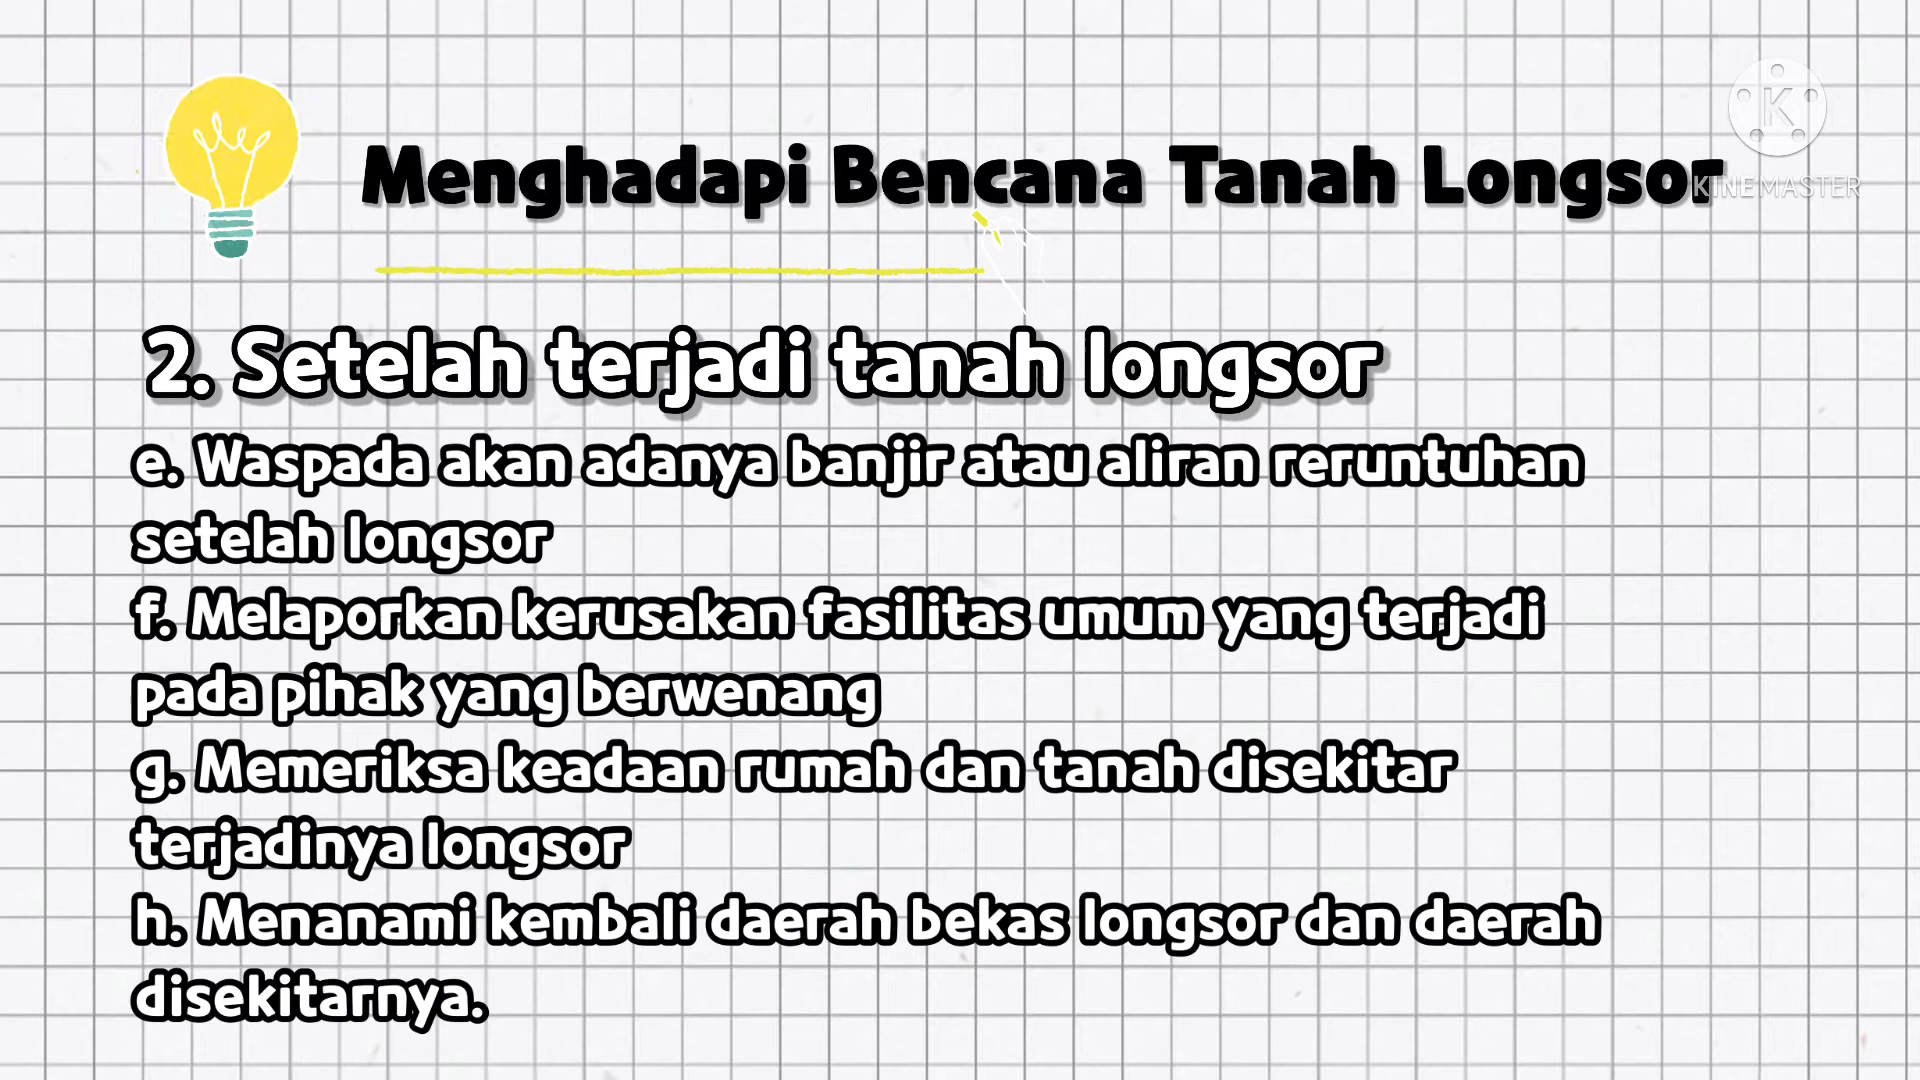 Menghadapi Bencana Tanah Longsor
K
KINEMASTER
2. Setelah terjadi tanah longsor
e. Waspada akan adanya banjir atau aliran reruntuhan
setelah longsor
f. Melaporkan kerusakan fasilitas umum yang terjadi
pada pihak yang berwenang
g. Memeriksa keadaan rumah dan tanah disekitar
terjadinya longsor
h. Menanami kembali daerah bekas longsor dan daerah
disekitarnya.